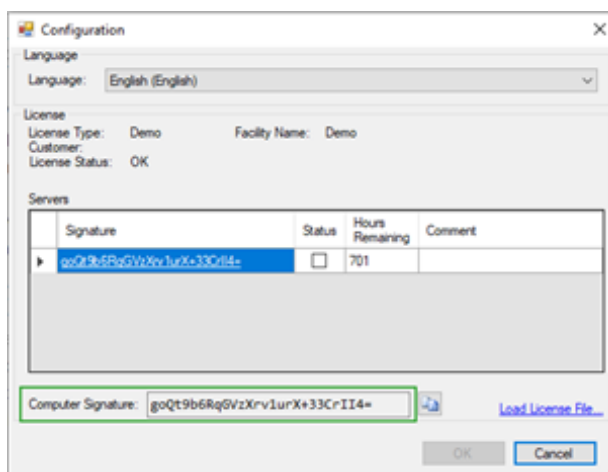 Configuration
Language
Language: English (English)
License
License Type: Demo Facility Name: Demo
Customer:
License Status: OK
Servers
Signature Status Hours Remaining Comment
goQt9b6RqGVzXrv1urX+33CrII4= 701
Computer Signature: goQt9b6RqGVzXrv1urX+33CrII4=
Load License File...
OK Cancel